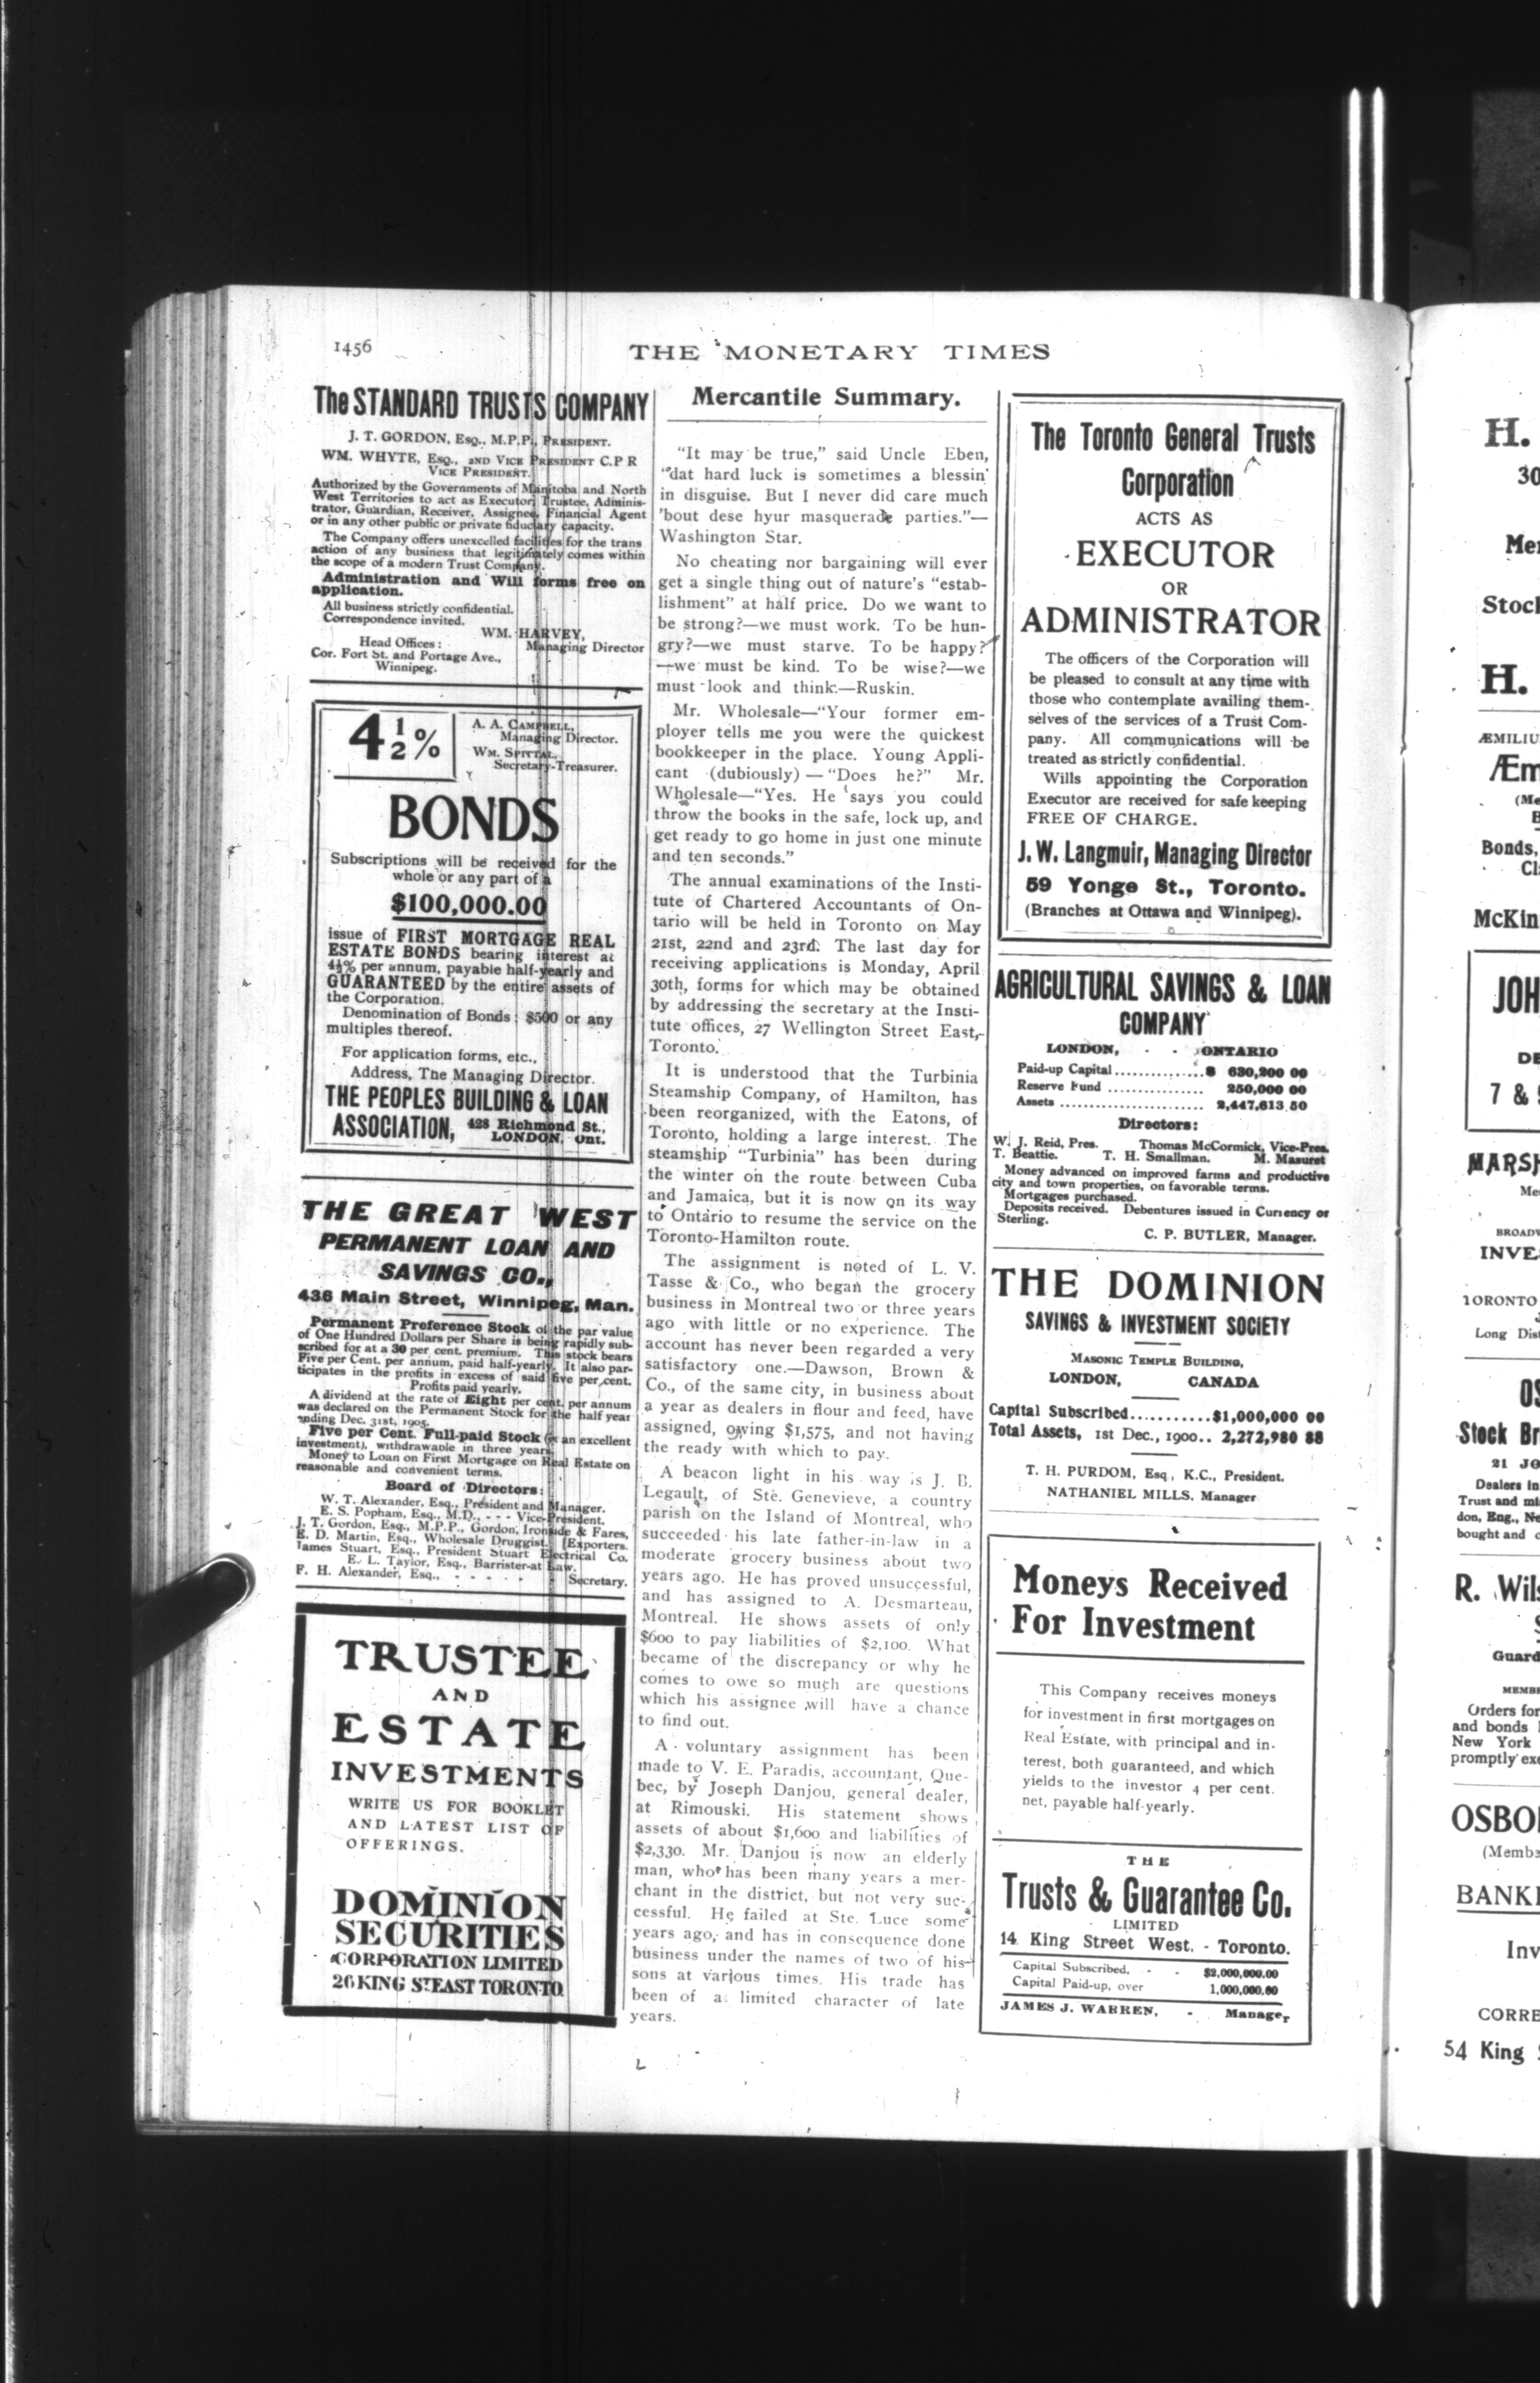 1456
THE MONETARY TIMES
The STANDARD TRUSTS COMPANY
J. T. GORDON, Esq., M.P.P., PRESIDENT.
WM. WHYTE, Esq., 2ND VICE PRESIDENT C.P R
VICE PRESIDENT.
Authorized by the Governments of Manitoba and North
West Territories to act as Executor, Trustee, Adminis-
trator, Guardian, Receiver, Assignee, Financial Agent
or in any other public or private fiduciary capacity.
The Company offers unexcelled facilities for the trans
action of any business that legitimately comes within
the scope of a modern Trust Company.
Administration and Will forms free on
application.
All business strictly confidential.
Correspondence invited.
WM. HARVEY,
Head Offices: Managing Director
Cor. Fort St. and Portage Ave.,
Winnipeg.
4½%
A. A. CAMPBELL,
Managing Director.
WM. SPITTAL,
Secretary-Treasurer.
BONDS
Subscriptions will be received for the
whole or any part of a
$100,000.00
issue of FIRST MORTGAGE REAL
ESTATE BONDS bearing interest at
4½% per annum, payable half-yearly and
GUARANTEED by the entire assets of
the Corporation.
Denomination of Bonds: $500 or any
multiples thereof.
For application forms, etc.,
Address, The Managing Director.
THE PEOPLES BUILDING & LOAN
ASSOCIATION, 428 Richmond St.,
LONDON, Ont.
THE GREAT WEST
PERMANENT LOAN AND
SAVINGS CO.,
436 Main Street, Winnipeg, Man.
Permanent Preference Stock of the par value
of One Hundred Dollars per Share is being rapidly sub-
scribed for at a 30 per cent. premium. This stock bears
Five per Cent. per annum, paid half-yearly. It also par-
ticipates in the profits in excess of said five per cent.
Profits paid yearly.
A dividend at the rate of Eight per cent. per annum
was declared on the Permanent Stock for the half year
ending Dec. 31st, 1905.
Five per Cent. Full-paid Stock (is an excellent
investment), withdrawable in three years.
Money to Loan on First Mortgage on Real Estate on
reasonable and convenient terms.
Board of Directors:
W. T. Alexander, Esq., President and Manager.
E. S. Popham, Esq., M.D., - - - Vice-President.
J. T. Gordon, Esq., M.P.P., Gordon, Ironside & Fares,
E. D. Martin, Esq., Wholesale Druggist. [Exporters.
James Stuart, Esq., President Stuart Electrical Co.
E. L. Taylor, Esq., Barrister-at Law.
F. H. Alexander, Esq., - - - - - Secretary.
TRUSTEE
AND
ESTATE
INVESTMENTS
WRITE US FOR BOOKLET
AND LATEST LIST OF
OFFERINGS.
DOMINION
SECURITIES
CORPORATION LIMITED
26 KING ST. EAST TORONTO
Mercantile Summary.
"It may be true," said Uncle Eben,
"dat hard luck is sometimes a blessin'
in disguise. But I never did care much
'bout dese hyur masquerade parties."—
Washington Star.
No cheating nor bargaining will ever
get a single thing out of nature's "estab-
lishment" at half price. Do we want to
be strong?—we must work. To be hun-
gry?—we must starve. To be happy?
—we must be kind. To be wise?—we
must look and think.—Ruskin.
Mr. Wholesale—"Your former em-
ployer tells me you were the quickest
bookkeeper in the place. Young Appli-
cant (dubiously) — "Does he?" Mr.
Wholesale—"Yes. He says you could
throw the books in the safe, lock up, and
get ready to go home in just one minute
and ten seconds."
The annual examinations of the Insti-
tute of Chartered Accountants of On-
tario will be held in Toronto on May
21st, 22nd and 23rd. The last day for
receiving applications is Monday, April
30th, forms for which may be obtained
by addressing the secretary at the Insti-
tute offices, 27 Wellington Street East,
Toronto.
It is understood that the Turbinia
Steamship Company, of Hamilton, has
been reorganized, with the Eatons, of
Toronto, holding a large interest. The
steamship "Turbinia" has been during
the winter on the route between Cuba
and Jamaica, but it is now on its way
to Ontario to resume the service on the
Toronto-Hamilton route.
The assignment is noted of L. V.
Tasse & Co., who began the grocery
business in Montreal two or three years
ago with little or no experience. The
account has never been regarded a very
satisfactory one.—Dawson, Brown &
Co., of the same city, in business about
a year as dealers in flour and feed, have
assigned, owing $1,575, and not having
the ready with which to pay.
A beacon light in his way is J. B.
Legault, of Ste. Genevieve, a country
parish on the Island of Montreal, who
succeeded his late father-in-law in a
moderate grocery business about two
years ago. He has proved unsuccessful,
and has assigned to A. Desmarteau,
Montreal. He shows assets of only
$600 to pay liabilities of $2,100. What
became of the discrepancy or why he
comes to owe so much are questions
which his assignee will have a chance
to find out.
A voluntary assignment has been
made to V. E. Paradis, accountant, Que-
bec, by Joseph Danjou, general dealer,
at Rimouski. His statement shows
assets of about $1,600 and liabilities of
$2,330. Mr. Danjou is now an elderly
man, who has been many years a mer-
chant in the district, but not very suc-
cessful. He failed at Ste. Luce some
years ago, and has in consequence done
business under the names of two of his
sons at various times. His trade has
been of a limited character of late
years.
The Toronto General Trusts
Corporation
ACTS AS
EXECUTOR
OR
ADMINISTRATOR
The officers of the Corporation will
be pleased to consult at any time with
those who contemplate availing them-
selves of the services of a Trust Com-
pany. All communications will be
treated as strictly confidential.
Wills appointing the Corporation
Executor are received for safe keeping
FREE OF CHARGE.
J. W. Langmuir, Managing Director
59 Yonge St., Toronto.
(Branches at Ottawa and Winnipeg).
AGRICULTURAL SAVINGS & LOAN
COMPANY
LONDON, - - ONTARIO
Paid-up Capital..............$ 630,200 00
Reserve Fund .............. 250,000 00
Assets ...................... 2,447,613 50
Directors:
W. J. Reid, Pres. Thomas McCormick, Vice-Pres.
T. Beattie. T. H. Smallman. M. Masuret
Money advanced on improved farms and productive
city and town properties, on favorable terms.
Mortgages purchased.
Deposits received. Debentures issued in Currency or
Sterling.
C. P. BUTLER, Manager.
THE DOMINION
SAVINGS & INVESTMENT SOCIETY
MASONIC TEMPLE BUILDING,
LONDON, CANADA
Capital Subscribed...........$1,000,000 00
Total Assets, 1st Dec., 1900.. 2,272,980 88
T. H. PURDOM, Esq., K.C., President.
NATHANIEL MILLS, Manager
Moneys Received
For Investment
This Company receives moneys
for investment in first mortgages on
Real Estate, with principal and in-
terest, both guaranteed, and which
yields to the investor 4 per cent.
net, payable half-yearly.
THE
Trusts & Guarantee Co.
LIMITED
14 King Street West, - Toronto.
Capital Subscribed, - - $2,000,000.00
Capital Paid-up, over 1,000,000.00
JAMES J. WARREN, - Manager
H.
30
Stock
H.
ÆMILIU
Æm
(Me
B
Bonds,
McKin
JOH
DE
7 &
MARSH
BROADW
INVE
TORONTO
Long Dis
OS
Stock Br
21 JO
Dealers in
Trust and mi
don, Eng., Ne
bought and
R. Wils
Guard
MEMB
Orders for
and bonds
New York
promptly exe
OSBO
(Memb
BANK
Inv
CORRE
54 King